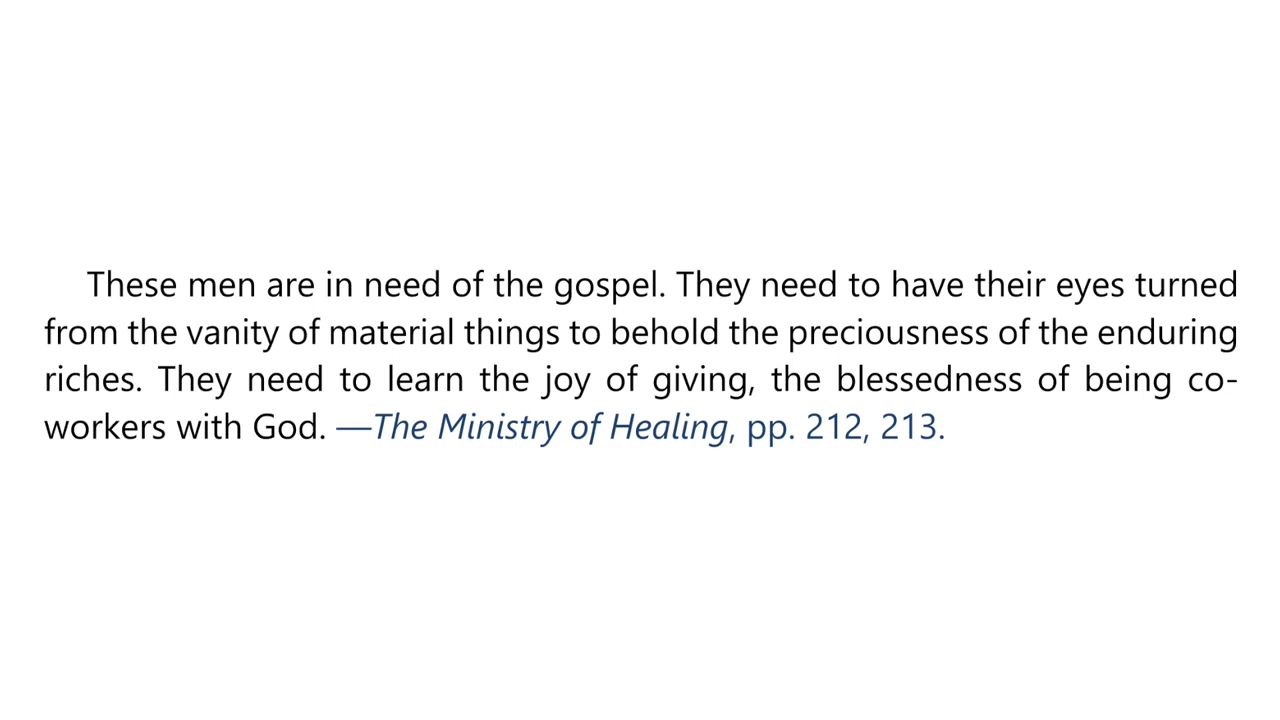 These men are in need of the gospel. They need to have their eyes turned
from the vanity of material things to behold the preciousness of the enduring
riches. They need to learn the joy of giving, the blessedness of being co-
workers with God. —The Ministry of Healing, pp. 212, 213.